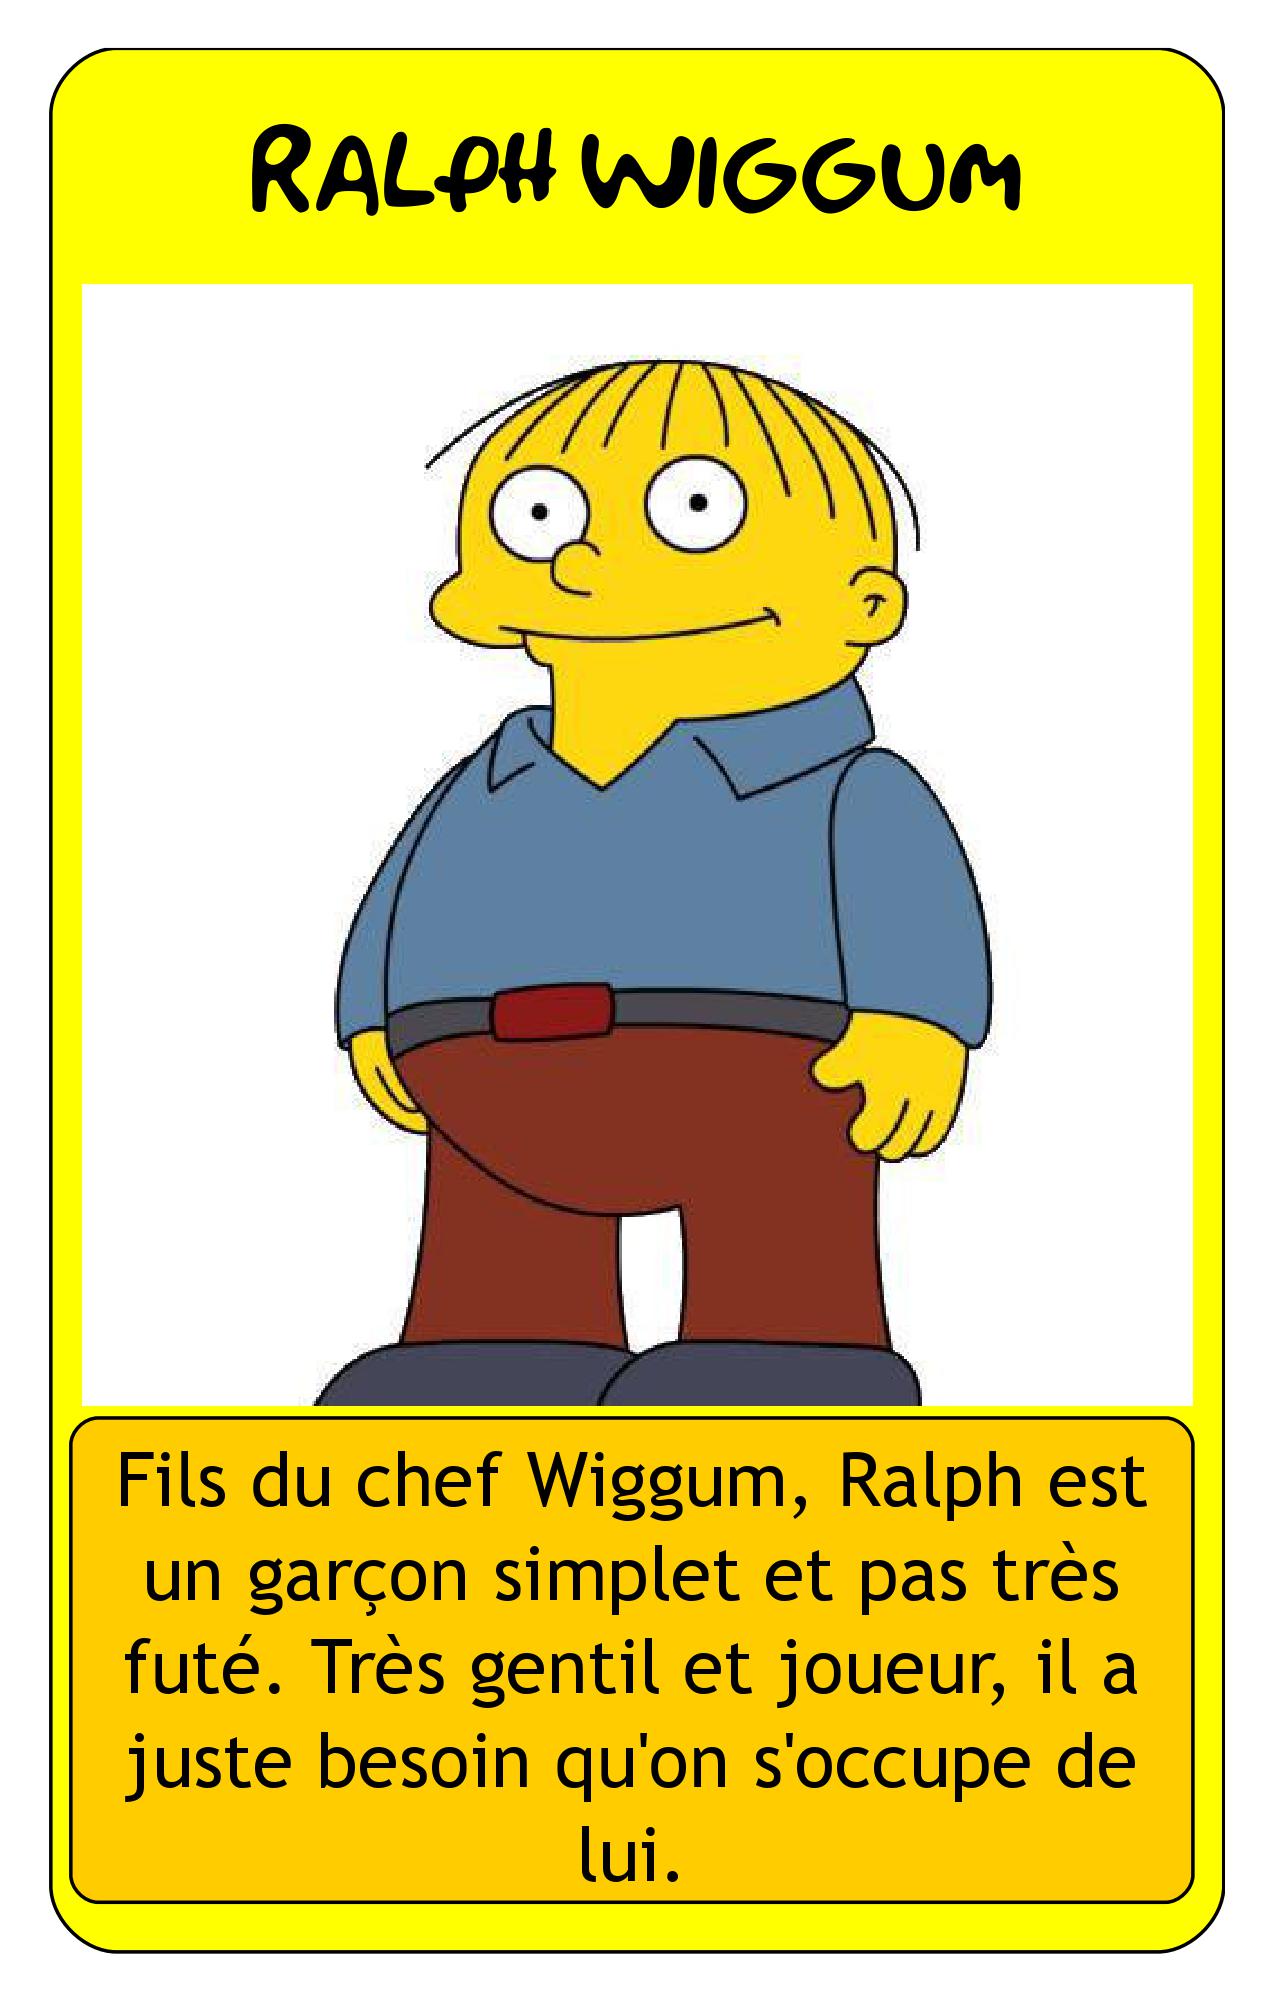 RALPH WIGGUM
Fils du chef Wiggum, Ralph est
un garçon simplet et pas très
futé. Très gentil et joueur, il a
juste besoin qu'on s'occupe de
lui.